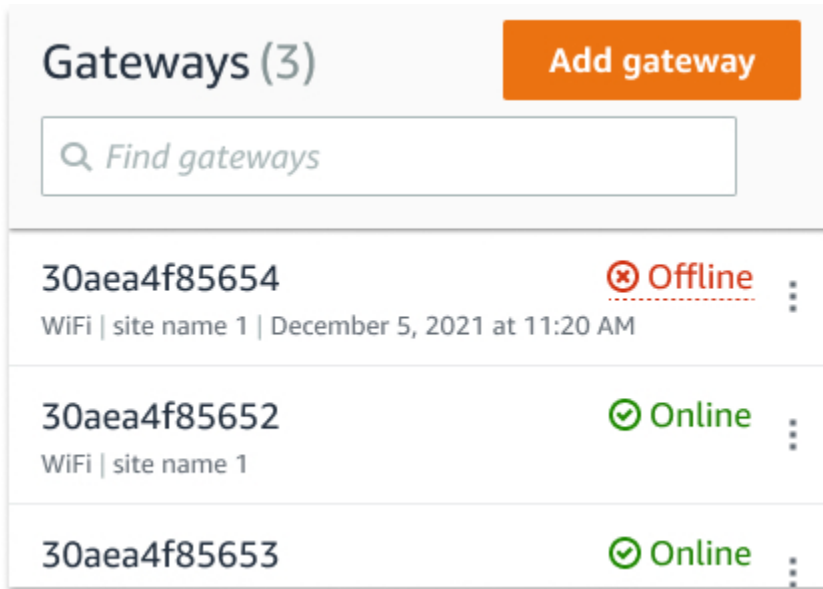 Gateways (3)
Add gateway
Find gateways
30aea4f85654
Offline
WiFi | site name 1 | December 5, 2021 at 11:20 AM
30aea4f85652
Online
WiFi | site name 1
30aea4f85653
Online